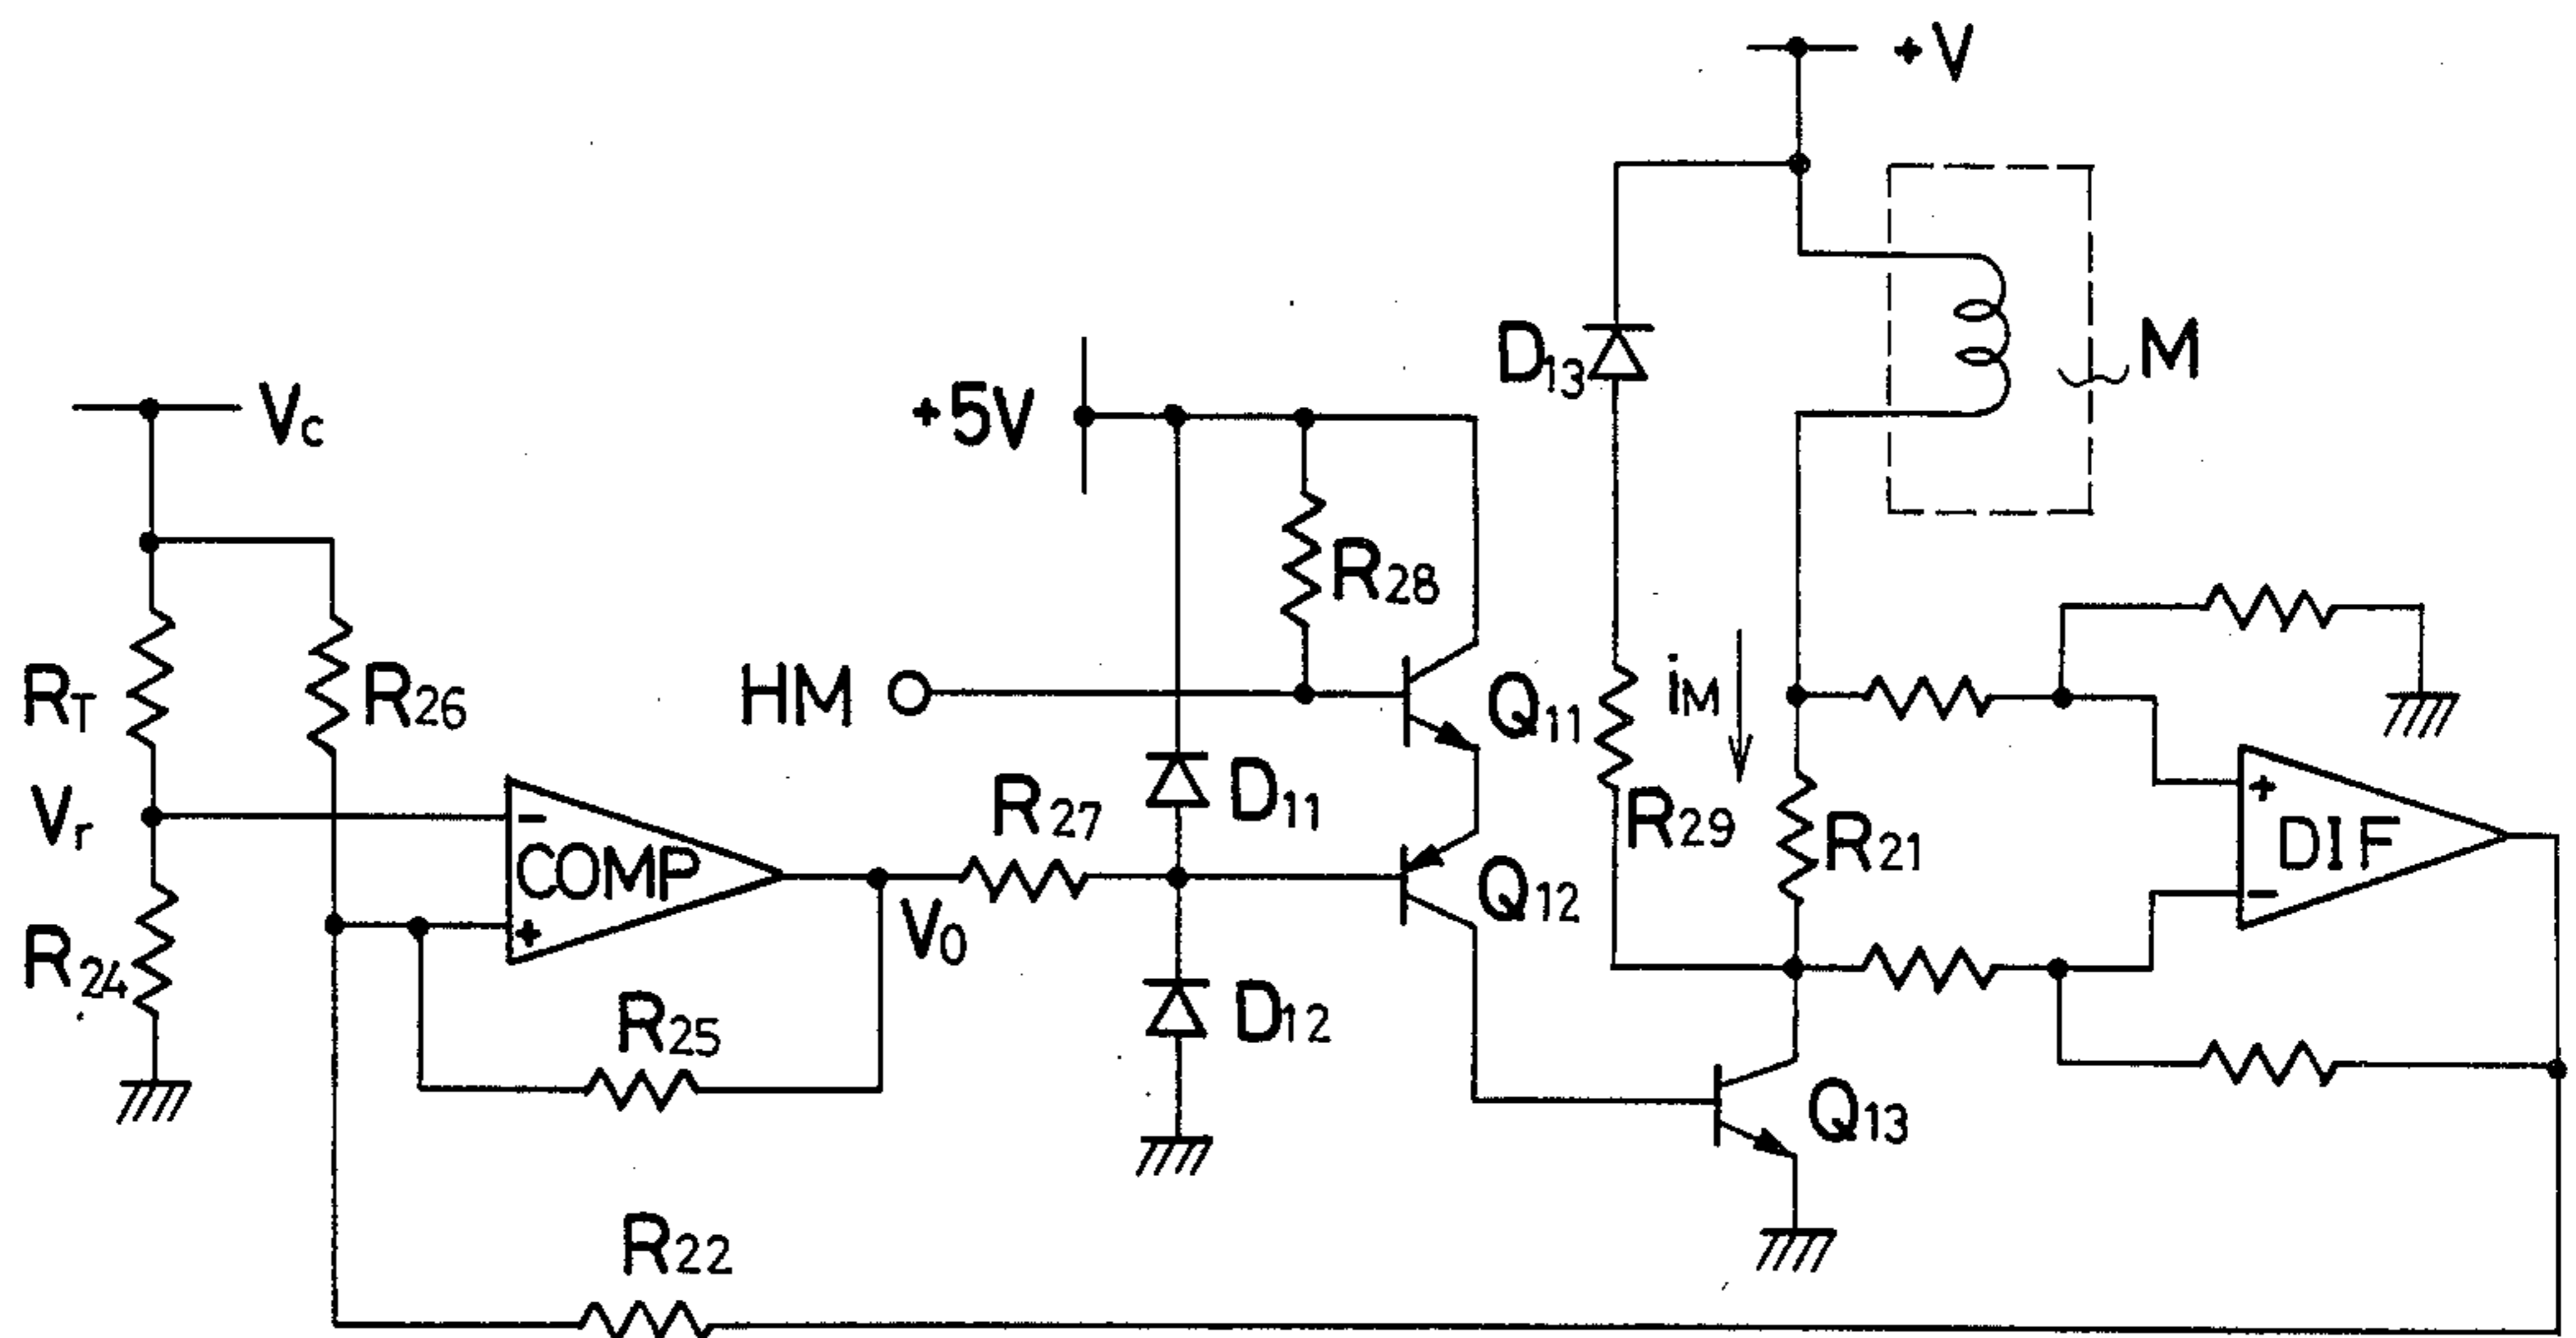 +V
D13
M
Vc
+5V
R28
RT
R26
HM
Q11
iM
Vr
COMP
-
+
R27
D11
R29
R21
DIF
+
-
R24
V0
Q12
R25
D12
Q13
R22